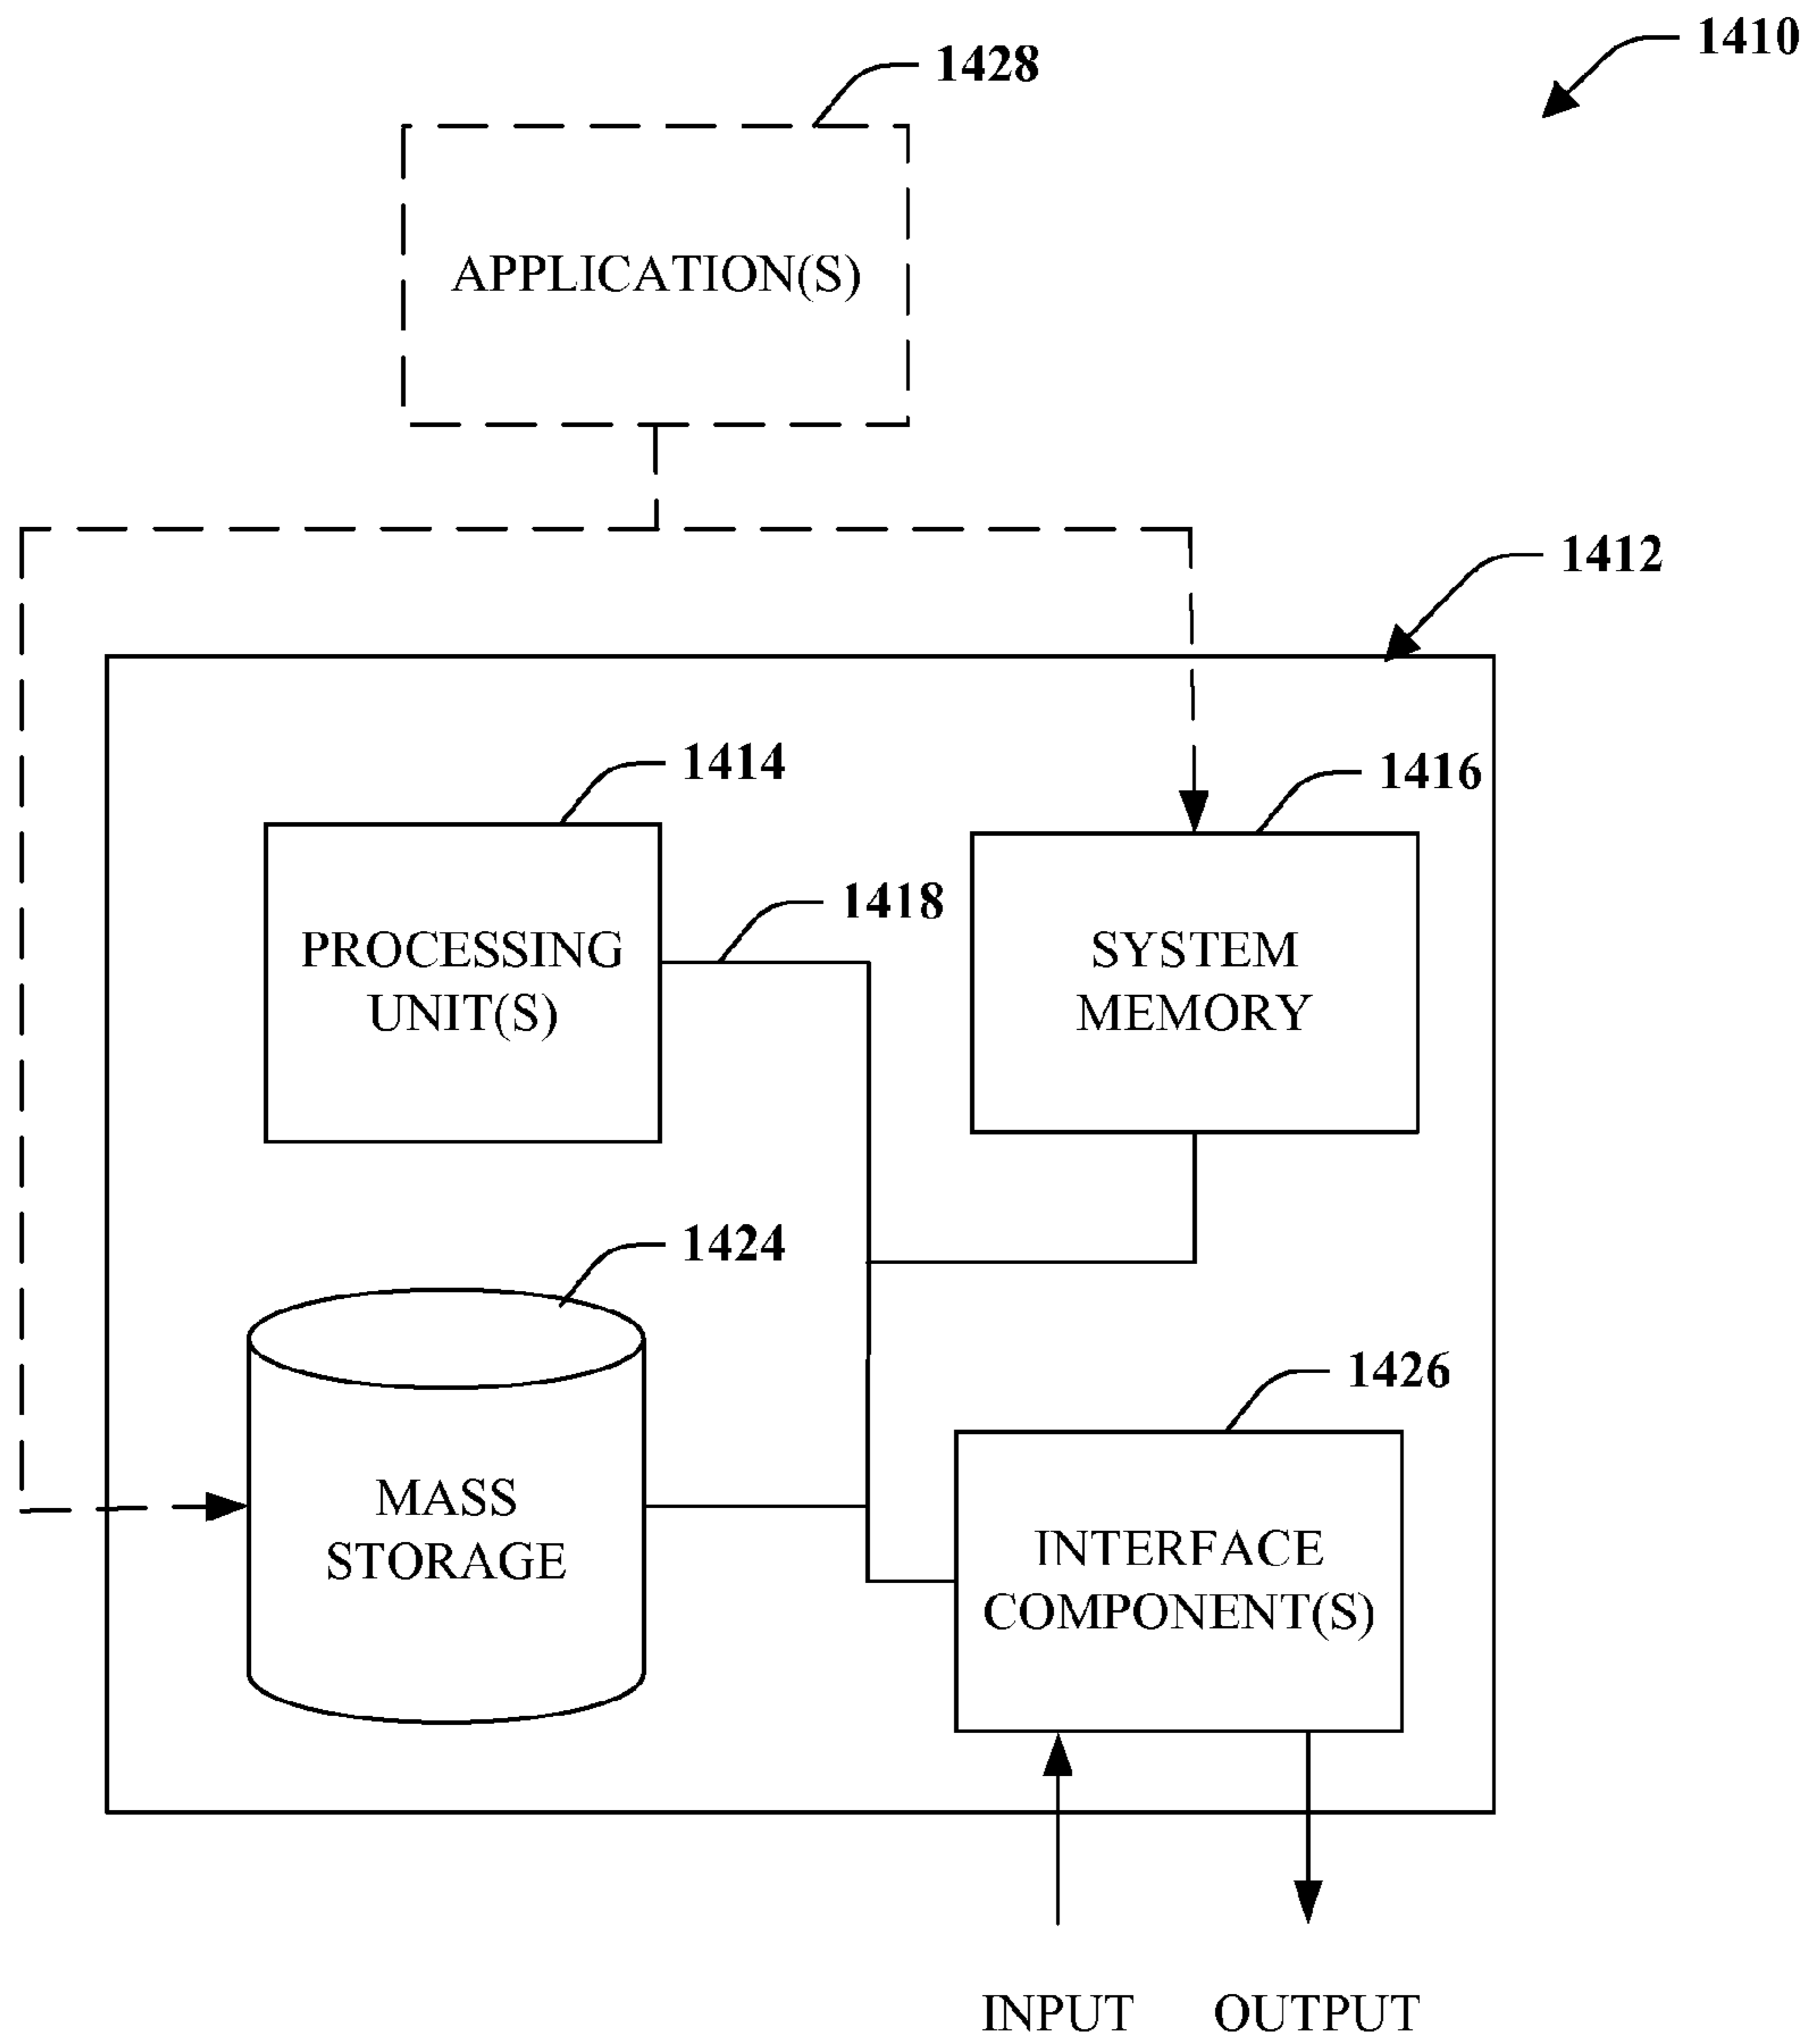 1410
1428
APPLICATION(S)
1412
1414
1416
1418
PROCESSING
UNIT(S)
SYSTEM
MEMORY
1424
1426
MASS
STORAGE
INTERFACE
COMPONENT(S)
INPUT
OUTPUT